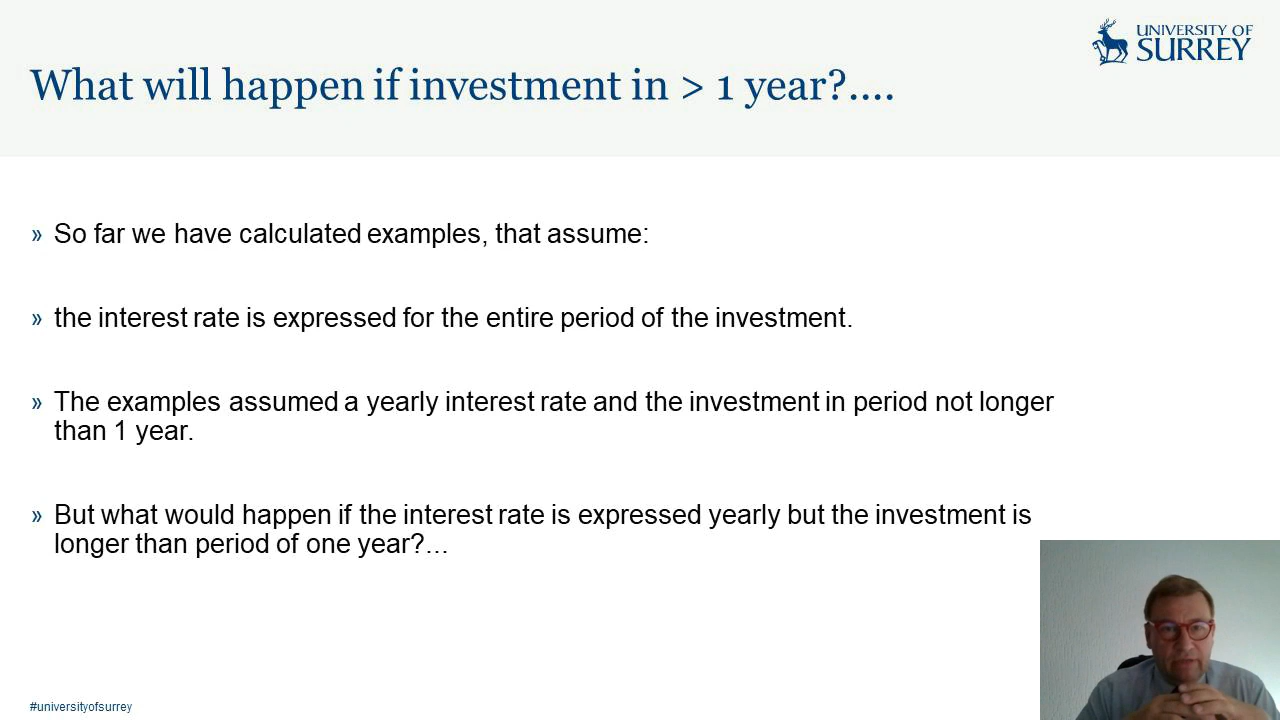 UNIVERSITY OF
SURREY
What will happen if investment in > 1 year?....
» So far we have calculated examples, that assume:
» the interest rate is expressed for the entire period of the investment.
» The examples assumed a yearly interest rate and the investment in period not longer
than 1 year.
» But what would happen if the interest rate is expressed yearly but the investment is
longer than period of one year?...
#universityofsurrey